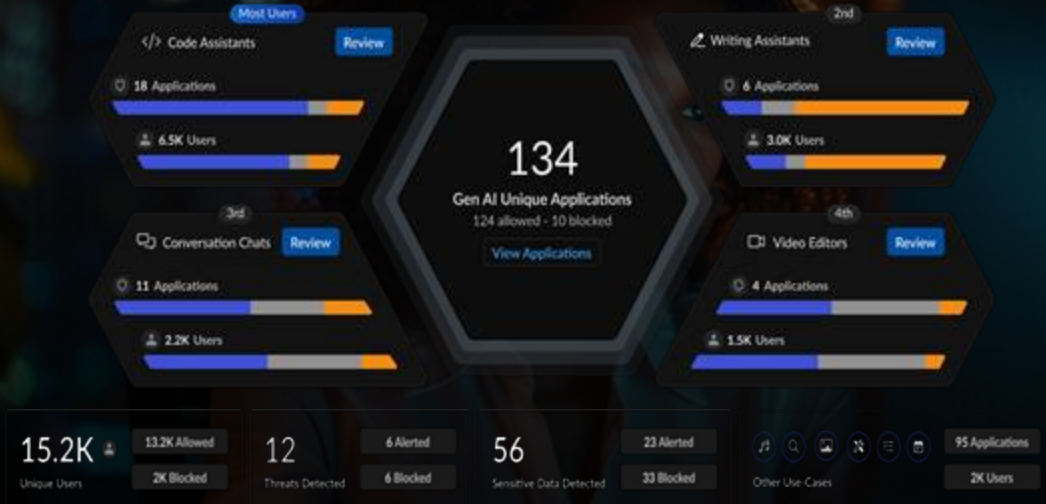 Most Users
Code Assistants
Review
18 Applications
6.5K Users
2nd
Writing Assistants
Review
6 Applications
3.0K Users
134
Gen AI Unique Applications
124 allowed - 10 blocked
View Applications
3rd
Conversation Chats
Review
11 Applications
2.2K Users
4th
Video Editors
Review
4 Applications
1.5K Users
15.2K
Unique Users
13.2K Allowed
2K Blocked
12
Threats Detected
6 Alerted
6 Blocked
56
Sensitive Data Detected
23 Alerted
33 Blocked
Other Use-Cases
95 Applications
2K Users